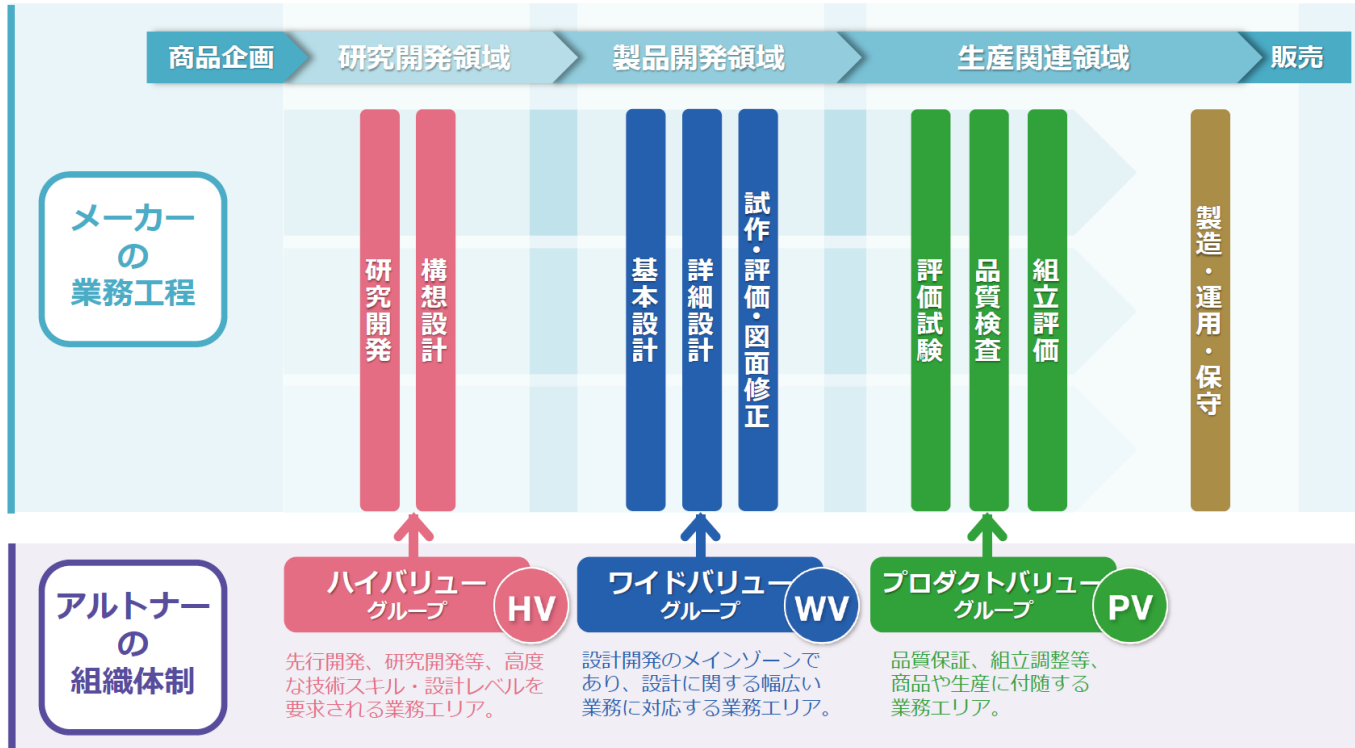 商品企画
研究開発領域
製品開発領域
生産関連領域
販売
メーカー
の
業務工程
研究開発
構想設計
基本設計
詳細設計
試作・評価・図面修正
評価試験
品質検査
組立評価
製造・運用・保守
アルトナー
の
組織体制
ハイバリュー
グループ
HV
先行開発、研究開発等、高度
な技術スキル・設計レベルを
要求される業務エリア。
ワイドバリュー
グループ
WV
設計開発のメインゾーンで
あり、設計に関する幅広い
業務に対応する業務エリア。
プロダクトバリュー
グループ
PV
品質保証、組立調整等、
商品や生産に付随する
業務エリア。